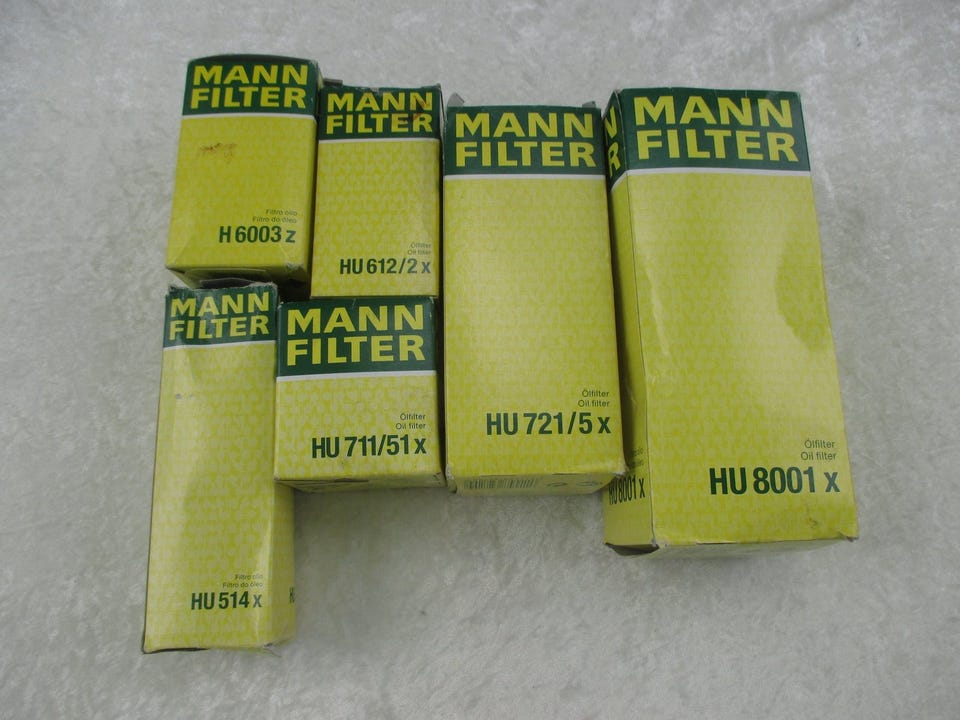 MANN
FILTER
Filtro olio
Filtro do óleo
H 6003 z
MANN
FILTER
Ölfilter
Oil filter
HU 612/2 x
MANN
FILTER
Ölfilter
Oil filter
HU 721/5 x
MANN
FILTER
Ölfilter
Oil filter
HU 8001 x
N
R
HU 8001 x
MANN
FILTER
Filtro olio
Filtro do óleo
HU 514 x
MANN
FILTER
Ölfilter
Oil filter
HU 711/51 x